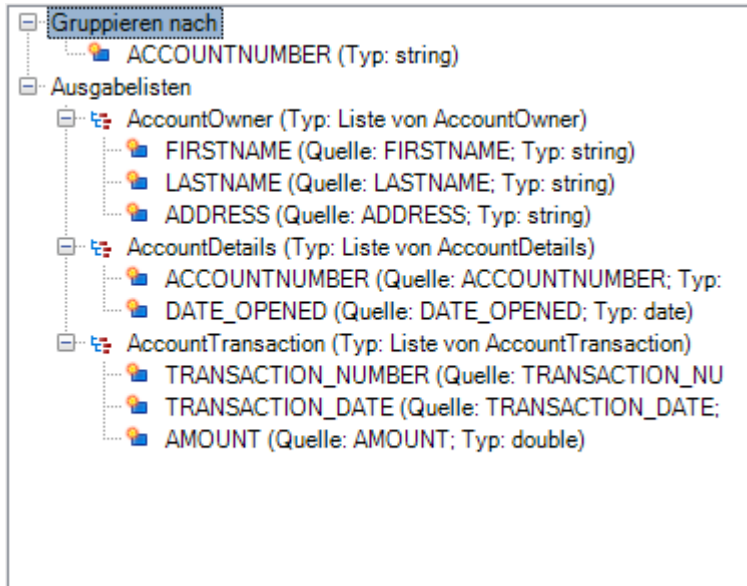 Gruppieren nach
ACCOUNTNUMBER (Typ: string)
Ausgabelisten
AccountOwner (Typ: Liste von AccountOwner)
FIRSTNAME (Quelle: FIRSTNAME; Typ: string)
LASTNAME (Quelle: LASTNAME; Typ: string)
ADDRESS (Quelle: ADDRESS; Typ: string)
AccountDetails (Typ: Liste von AccountDetails)
ACCOUNTNUMBER (Quelle: ACCOUNTNUMBER; Typ:
DATE_OPENED (Quelle: DATE_OPENED; Typ: date)
AccountTransaction (Typ: Liste von AccountTransaction)
TRANSACTION_NUMBER (Quelle: TRANSACTION_NU
TRANSACTION_DATE (Quelle: TRANSACTION_DATE;
AMOUNT (Quelle: AMOUNT; Typ: double)